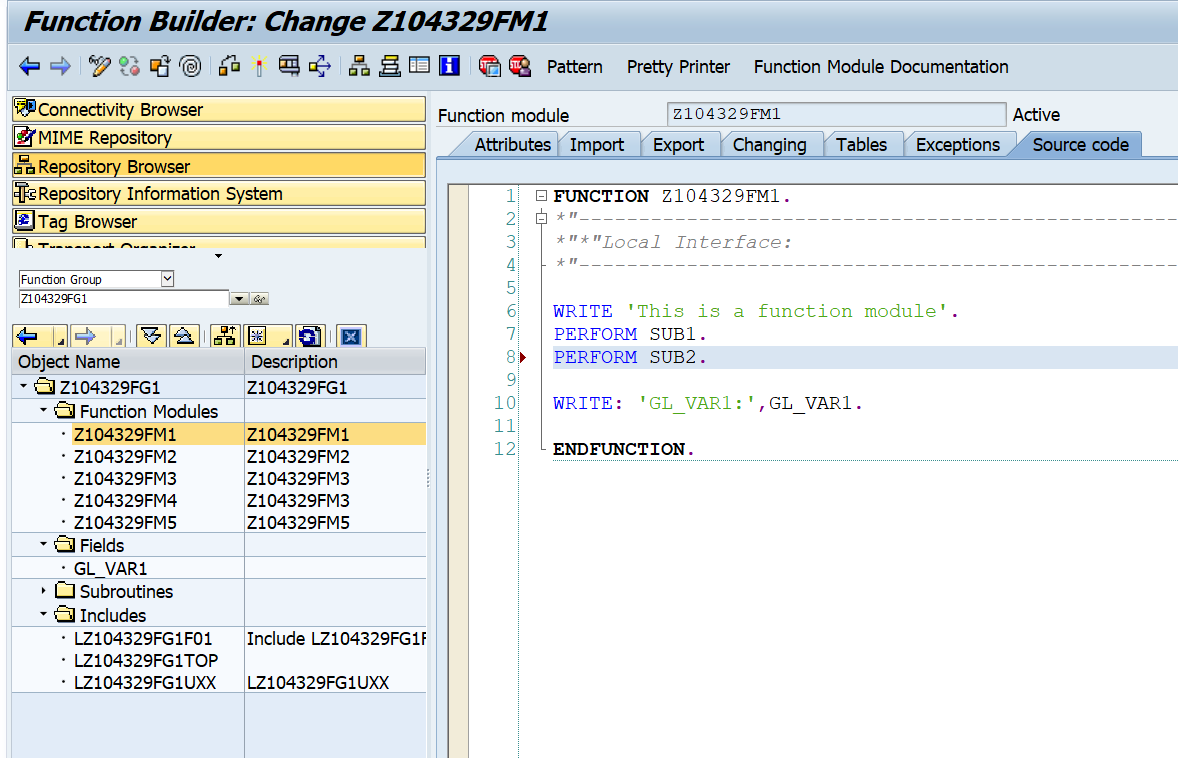 Function Builder: Change Z104329FM1
Pattern Pretty Printer Function Module Documentation
Connectivity Browser
MIME Repository
Repository Browser
Repository Information System
Tag Browser
Transport Organizer
Function Group
Z104329FG1
Object Name Description
Z104329FG1 Z104329FG1
Function Modules
Z104329FM1 Z104329FM1
Z104329FM2 Z104329FM2
Z104329FM3 Z104329FM3
Z104329FM4 Z104329FM3
Z104329FM5 Z104329FM5
Fields
GL_VAR1
Subroutines
Includes
LZ104329FG1F01 Include LZ104329FG1F
LZ104329FG1TOP
LZ104329FG1UXX LZ104329FG1UXX
Function module Z104329FM1 Active
Attributes Import Export Changing Tables Exceptions Source code
1 FUNCTION Z104329FM1.
2 *"----------------------------------------------------
3 *"*"Local Interface:
4 *"----------------------------------------------------
5
6 WRITE 'This is a function module'.
7 PERFORM SUB1.
8 PERFORM SUB2.
9
10 WRITE: 'GL_VAR1:',GL_VAR1.
11
12 ENDFUNCTION.